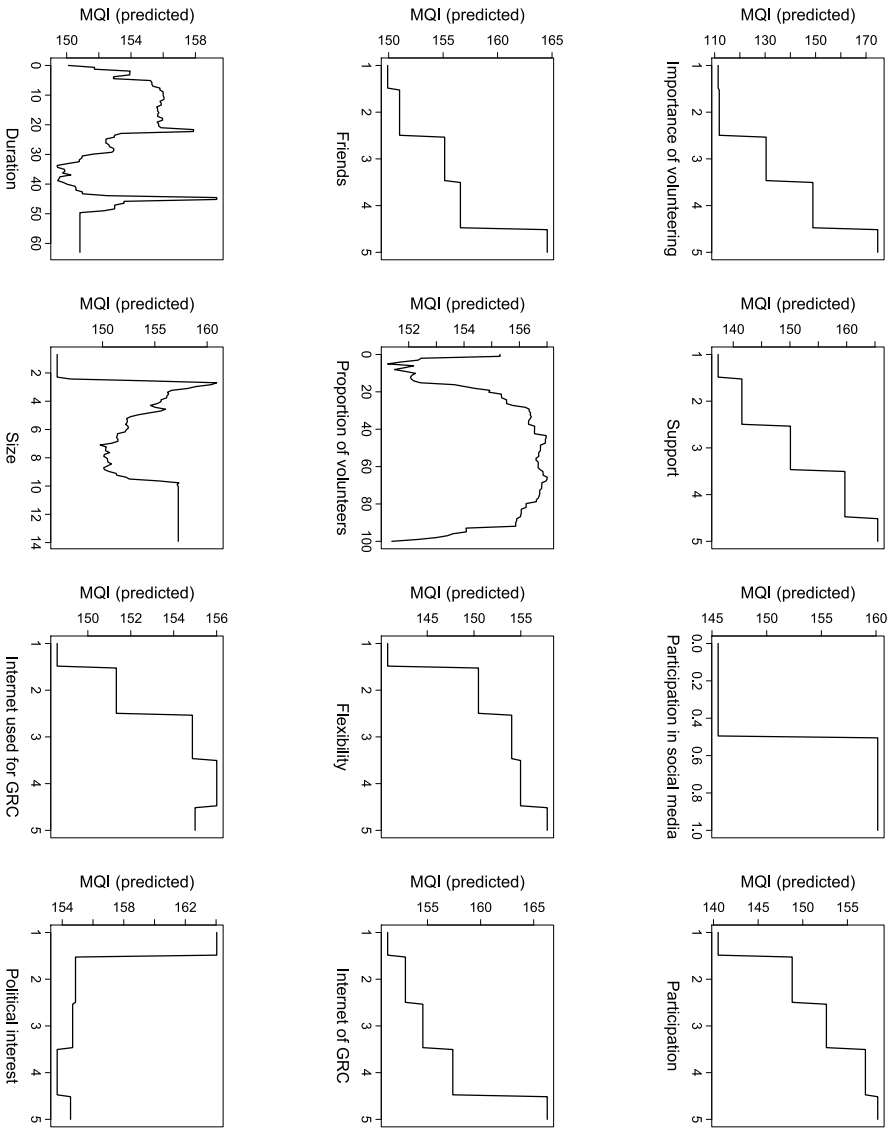 MQI (predicted)
110 130 150 170
1 2 3 4 5
Importance of volunteering
MQI (predicted)
140 150 160
1 2 3 4 5
Support
MQI (predicted)
145 150 155 160
0.0 0.2 0.4 0.6 0.8 1.0
Participation in social media
MQI (predicted)
140 145 150 155
1 2 3 4 5
Participation
MQI (predicted)
150 155 160 165
1 2 3 4 5
Friends
MQI (predicted)
152 154 156
0 20 40 60 80 100
Proportion of volunteers
MQI (predicted)
145 150 155
1 2 3 4 5
Flexibility
MQI (predicted)
155 160 165
1 2 3 4 5
Internet of GRC
MQI (predicted)
150 154 158
0 10 20 30 40 50 60
Duration
MQI (predicted)
150 155 160
2 4 6 8 10 12 14
Size
MQI (predicted)
150 152 154 156
1 2 3 4 5
Internet used for GRC
MQI (predicted)
154 158 162
1 2 3 4 5
Political interest